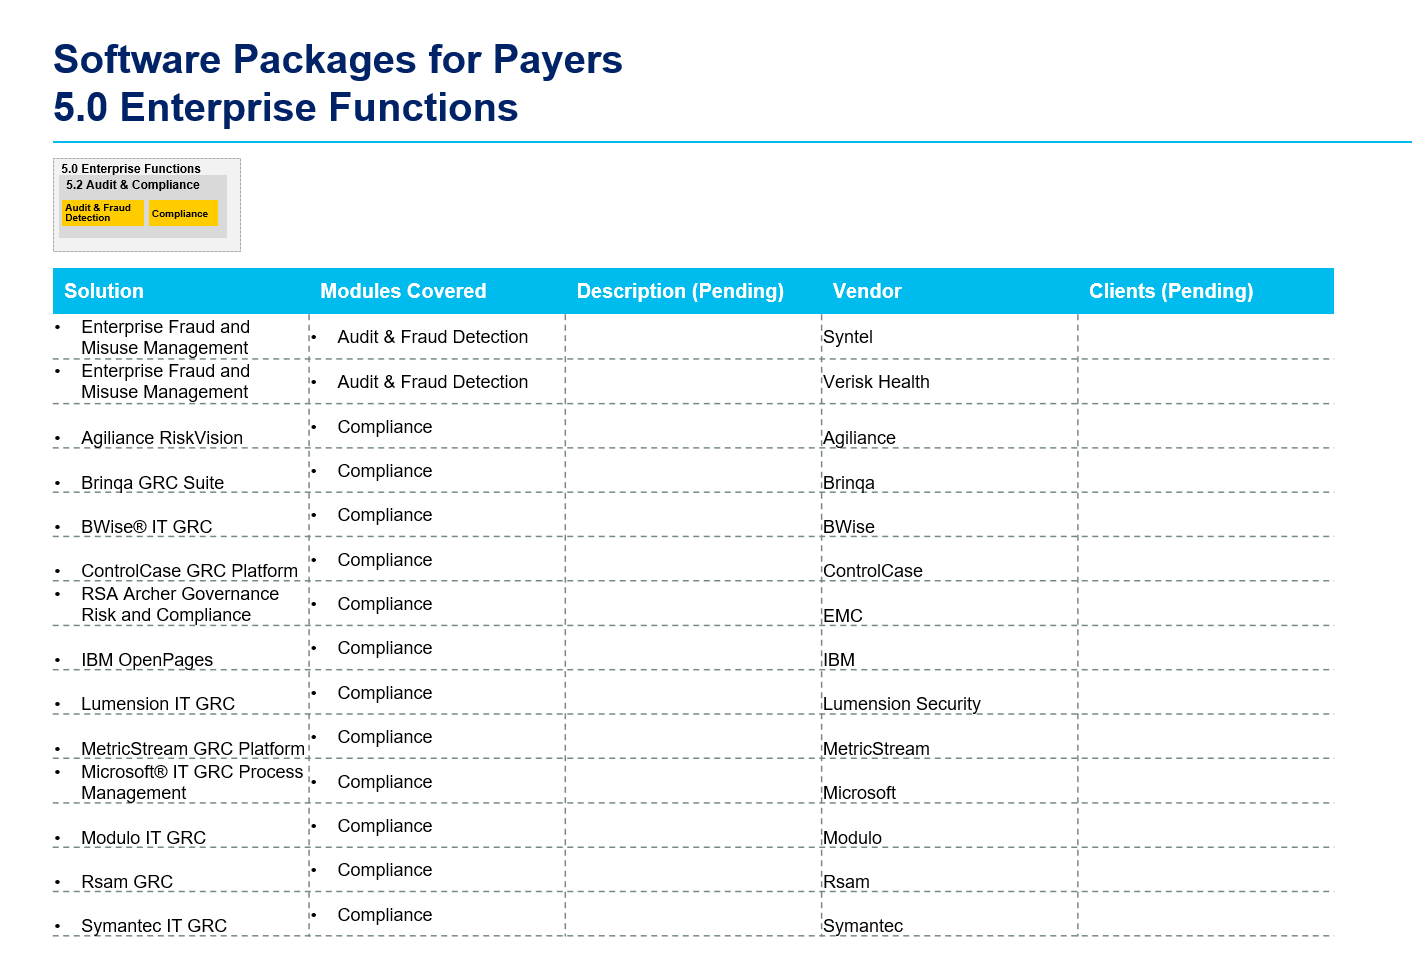 Software Packages for Payers
5.0 Enterprise Functions
5.0 Enterprise Functions
5.2 Audit & Compliance
Audit & Fraud
Detection
Compliance
Solution
Modules Covered
Description (Pending)
Vendor
Clients (Pending)
• Enterprise Fraud and
Misuse Management
• Audit & Fraud Detection
Syntel
• Enterprise Fraud and
Misuse Management
• Audit & Fraud Detection
Verisk Health
• Agiliance RiskVision
• Compliance
Agiliance
• Brinqa GRC Suite
• Compliance
Brinqa
• BWise® IT GRC
• Compliance
BWise
• ControlCase GRC Platform
• Compliance
ControlCase
• RSA Archer Governance
Risk and Compliance
• Compliance
EMC
• IBM OpenPages
• Compliance
IBM
• Lumension IT GRC
• Compliance
Lumension Security
• MetricStream GRC Platform
• Compliance
MetricStream
• Microsoft® IT GRC Process
Management
• Compliance
Microsoft
• Modulo IT GRC
• Compliance
Modulo
• Rsam GRC
• Compliance
Rsam
• Symantec IT GRC
• Compliance
Symantec